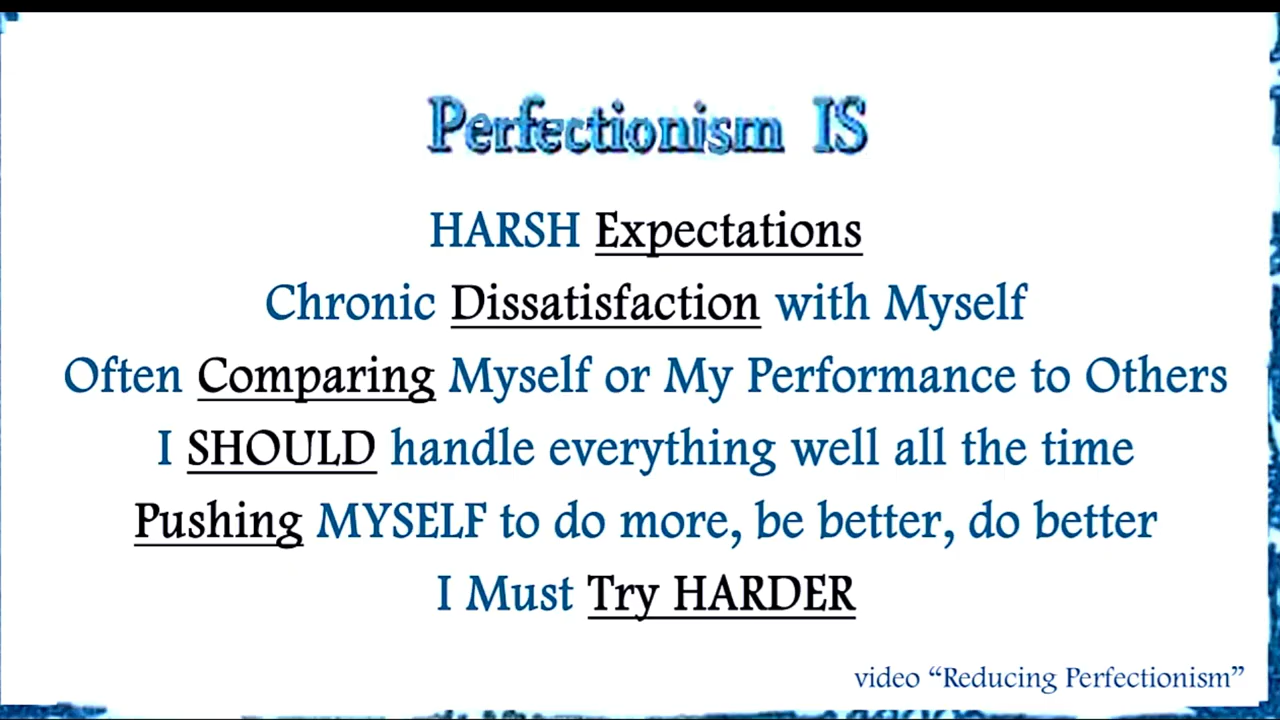 Perfectionism IS
HARSH Expectations
Chronic Dissatisfaction with Myself
Often Comparing Myself or My Performance to Others
I SHOULD handle everything well all the time
Pushing MYSELF to do more, be better, do better
I Must Try HARDER
video “Reducing Perfectionism”